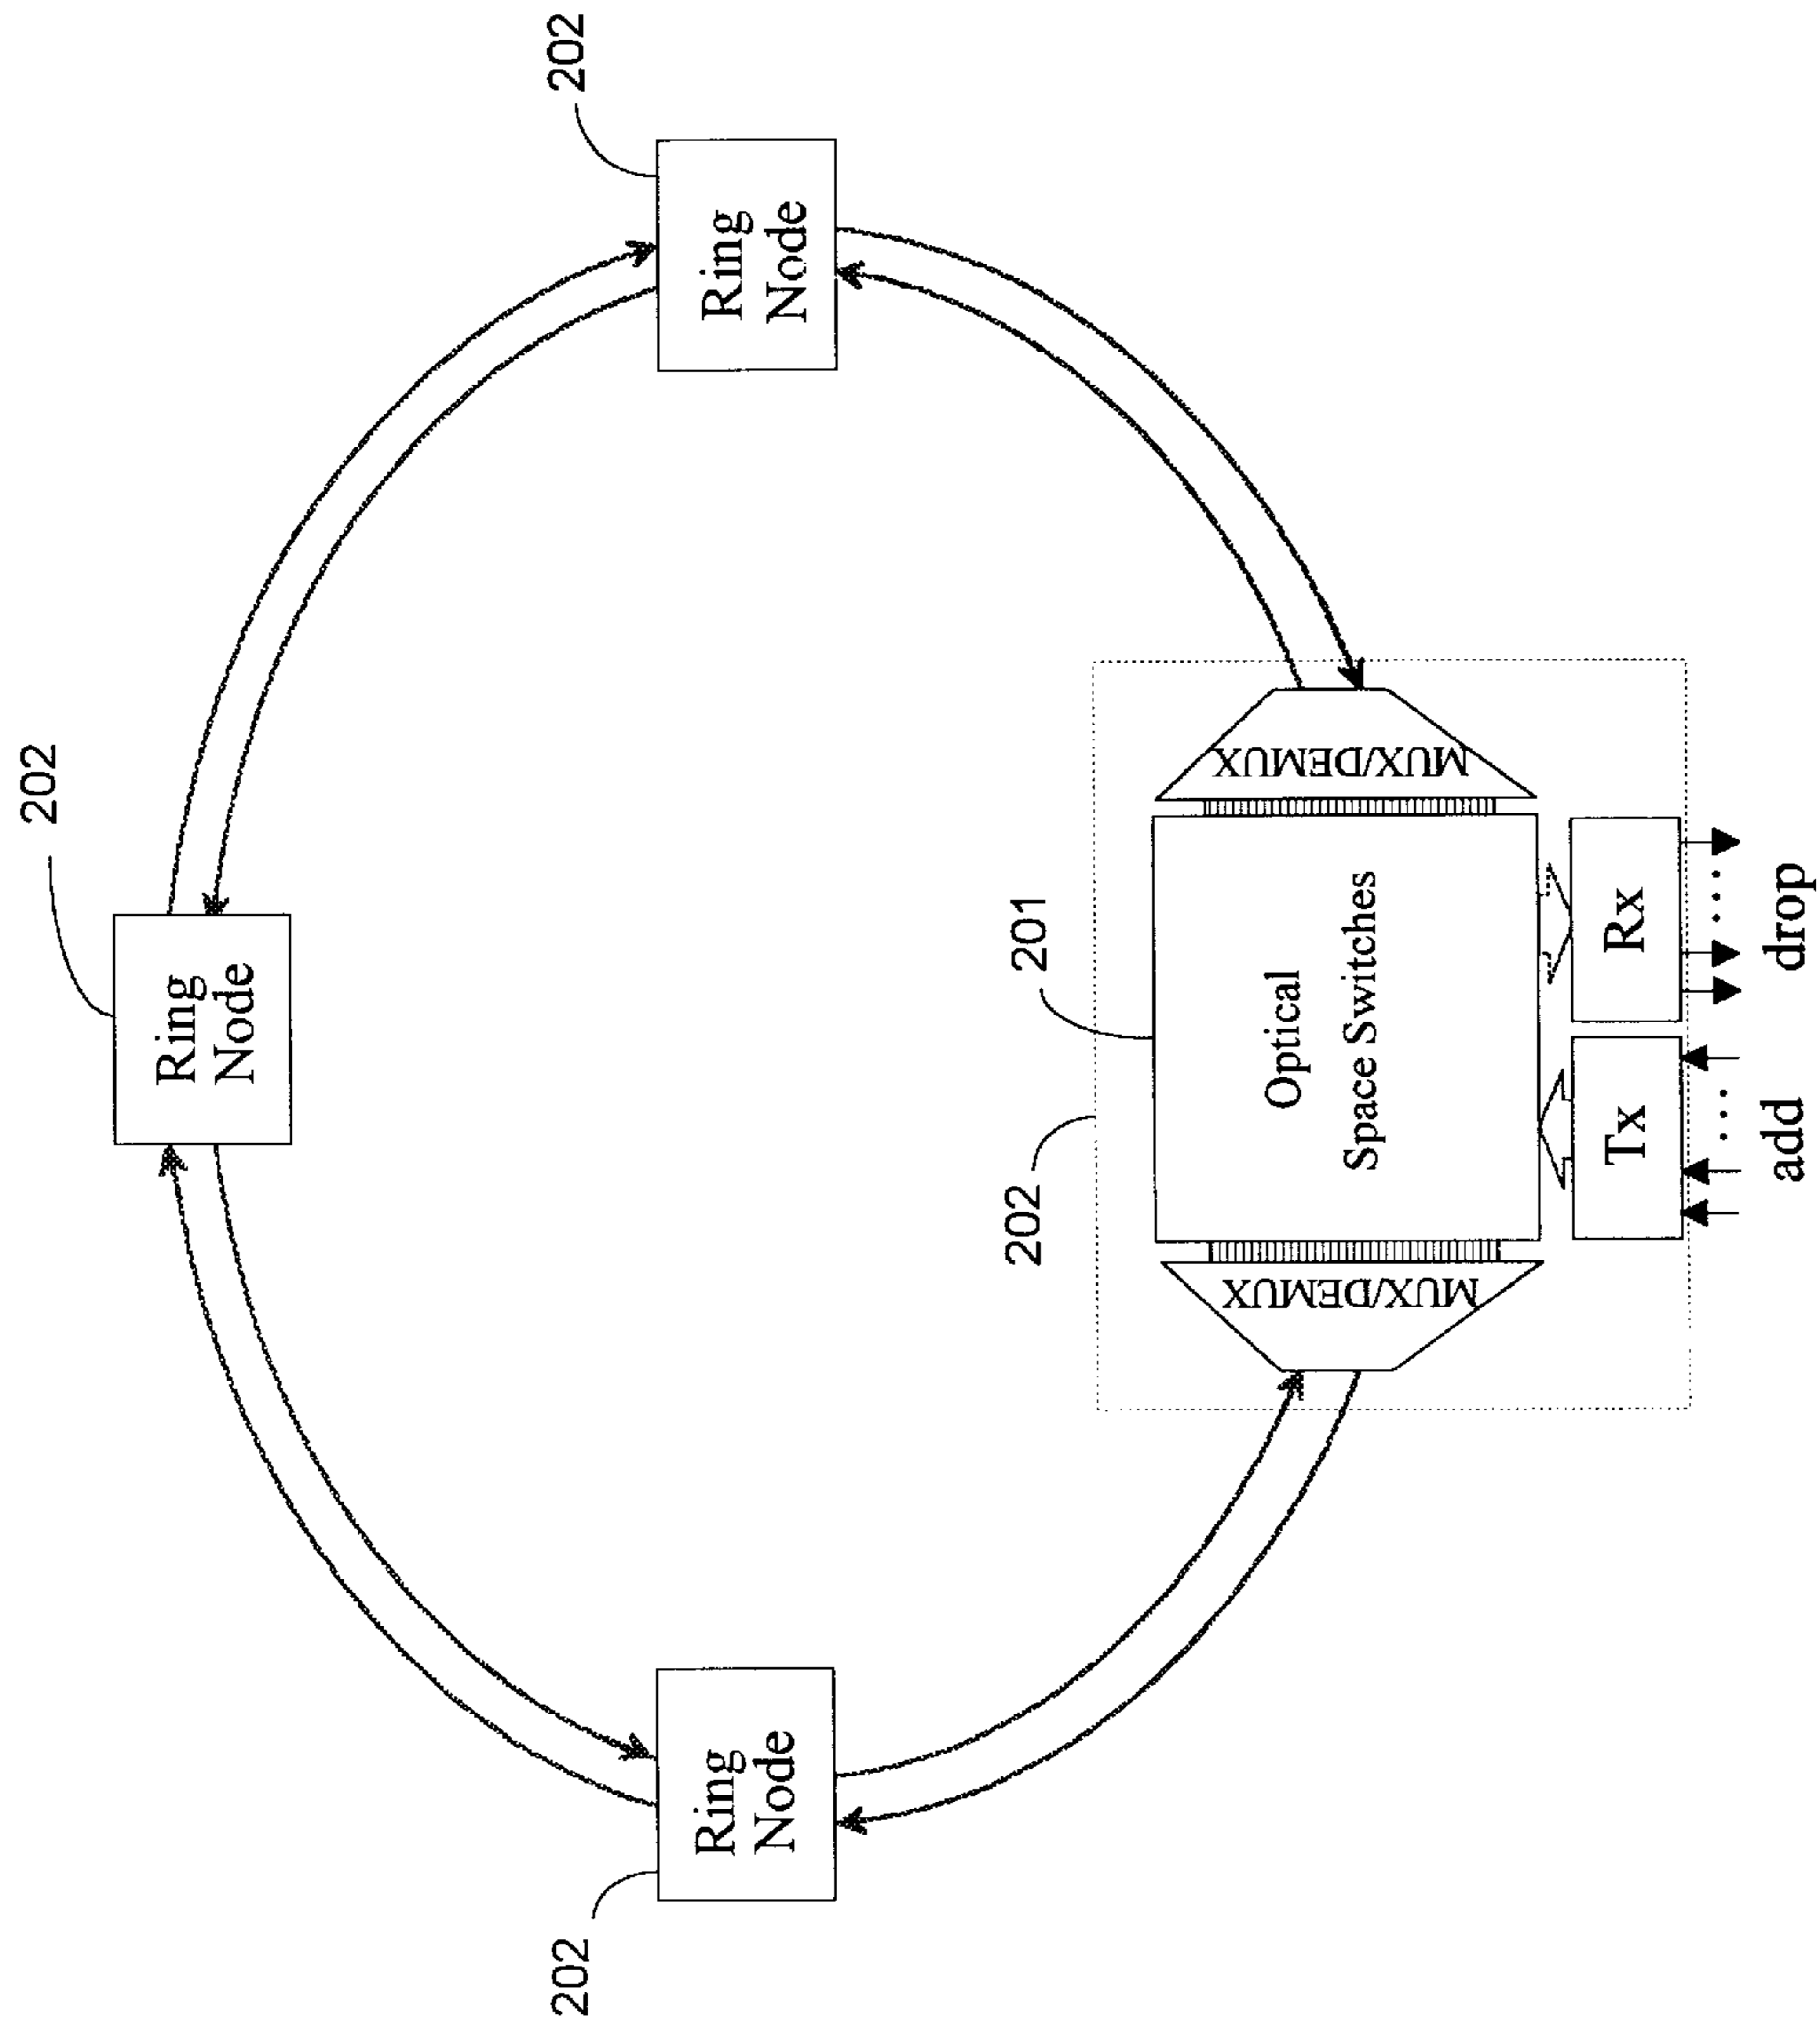 202
Ring
Node
202
Ring
Node
202
Ring
Node
202
201
MUX/DEMUX
Optical
Space Switches
MUX/DEMUX
Tx
Rx
add
drop